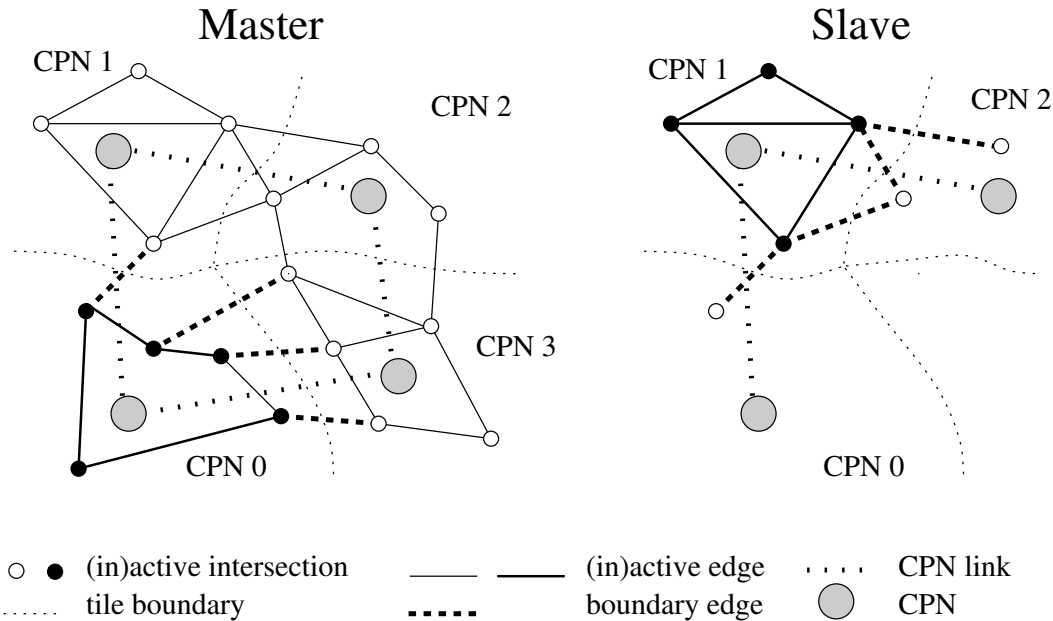 Master
Slave
CPN 1
CPN 2
CPN 3
CPN 0
CPN 1
CPN 2
CPN 0
(in)active intersection
(in)active edge
CPN link
tile boundary
boundary edge
CPN